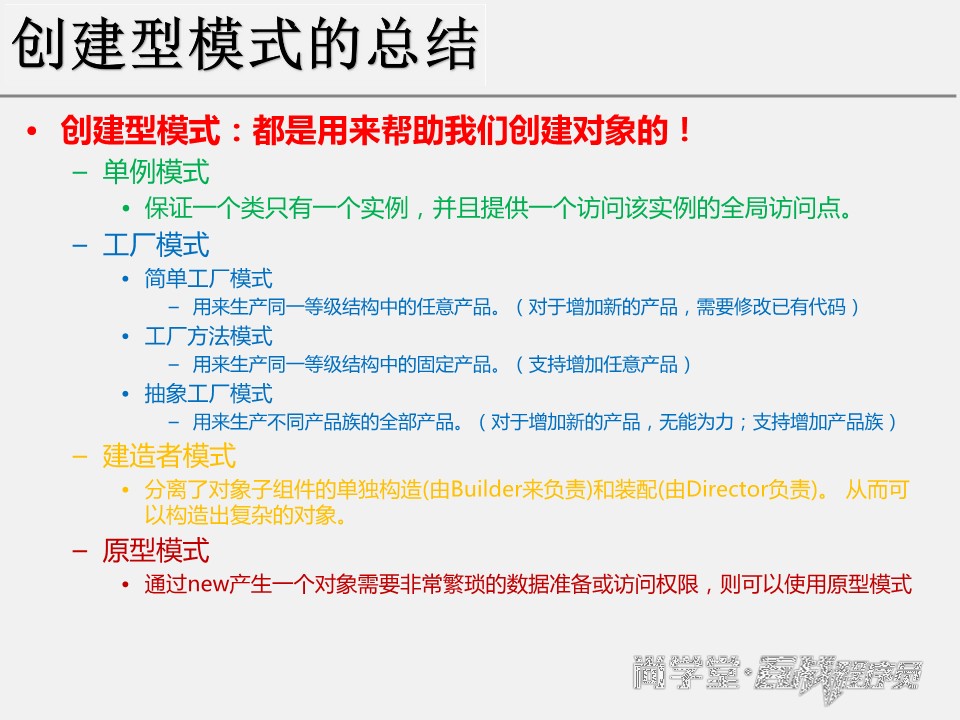 创建型模式的总结
• 创建型模式：都是用来帮助我们创建对象的！
– 单例模式
• 保证一个类只有一个实例，并且提供一个访问该实例的全局访问点。
– 工厂模式
• 简单工厂模式
– 用来生产同一等级结构中的任意产品。（对于增加新的产品，需要修改已有代码）
• 工厂方法模式
– 用来生产同一等级结构中的固定产品。（支持增加任意产品）
• 抽象工厂模式
– 用来生产不同产品族的全部产品。（对于增加新的产品，无能为力；支持增加产品族）
– 建造者模式
• 分离了对象子组件的单独构造(由Builder来负责)和装配(由Director负责)。 从而可
以构造出复杂的对象。
– 原型模式
• 通过new产生一个对象需要非常繁琐的数据准备或访问权限，则可以使用原型模式
尚学堂·